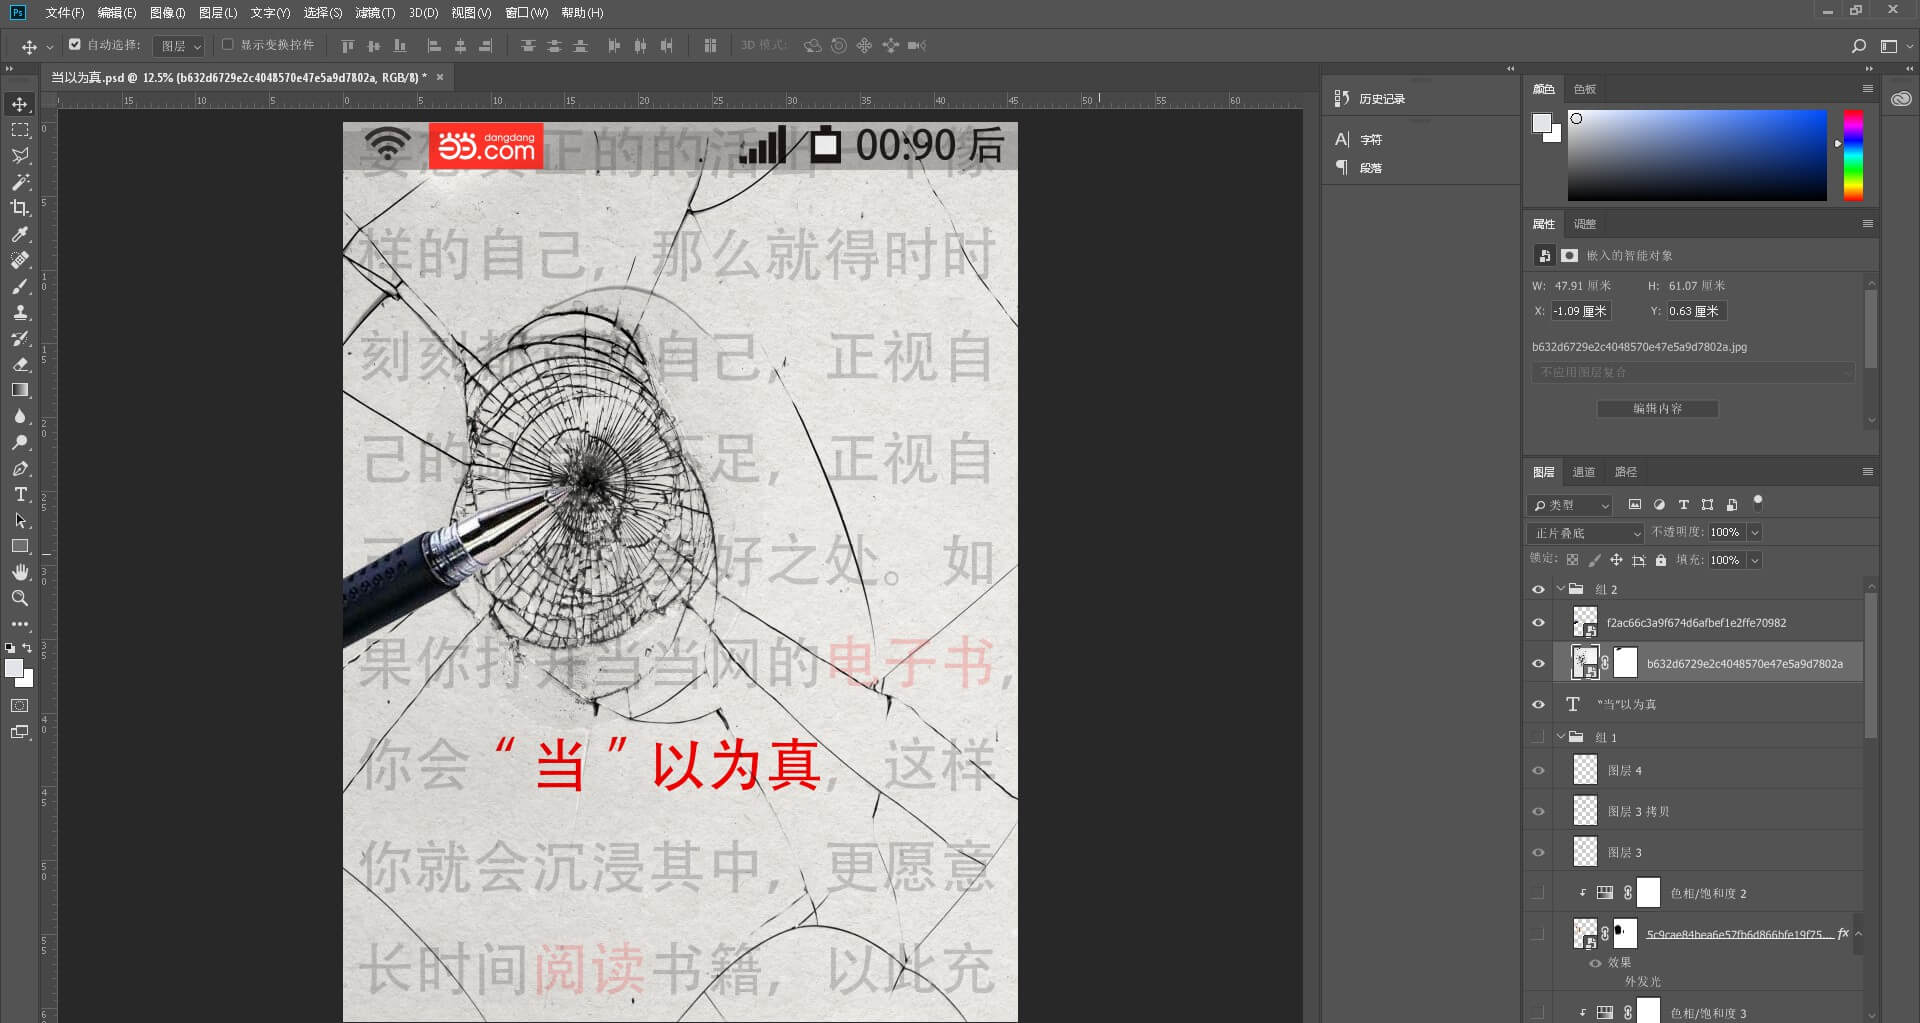 Ps 文件(F) 编辑(E) 图像(I) 图层(L) 文字(Y) 选择(S) 滤镜(T) 3D(D) 视图(V) 窗口(W) 帮助(H)
自动选择: 图层 显示变换控件 3D 模式:
当以为真.psd @ 12.5% (b632d6729e2c4048570e47e5a9d7802a, RGB/8) *
15 10 5 0 5 10 15 20 25 30 35 40 45 50 55 60
当当 dangdang .com 00:90 后
样的自己，那么就得时时
刻刻 自己，正视自
己的 足，正视自
好之处。如
果你打开当当网的电子书，
你会“当”以为真，这样
你就会沉浸其中，更愿意
长时间阅读书籍，以此充
历史记录
字符
段落
颜色 色板
属性 调整
嵌入的智能对象
W: 47.91 厘米 H: 61.07 厘米
X: -1.09 厘米 Y: 0.63 厘米
b632d6729e2c4048570e47e5a9d7802a.jpg
不应用图层复合
编辑内容
图层 通道 路径
类型
正片叠底 不透明度: 100%
锁定: 填充: 100%
组 2
f2ac66c3a9f674d6afbef1e2ffe70982
b632d6729e2c4048570e47e5a9d7802a
“当”以为真
组 1
图层 4
图层 3 拷贝
图层 3
色相/饱和度 2
5c9cae84bea6e57fb6d866bfe19f75... fx
效果
外发光
色相/饱和度 3